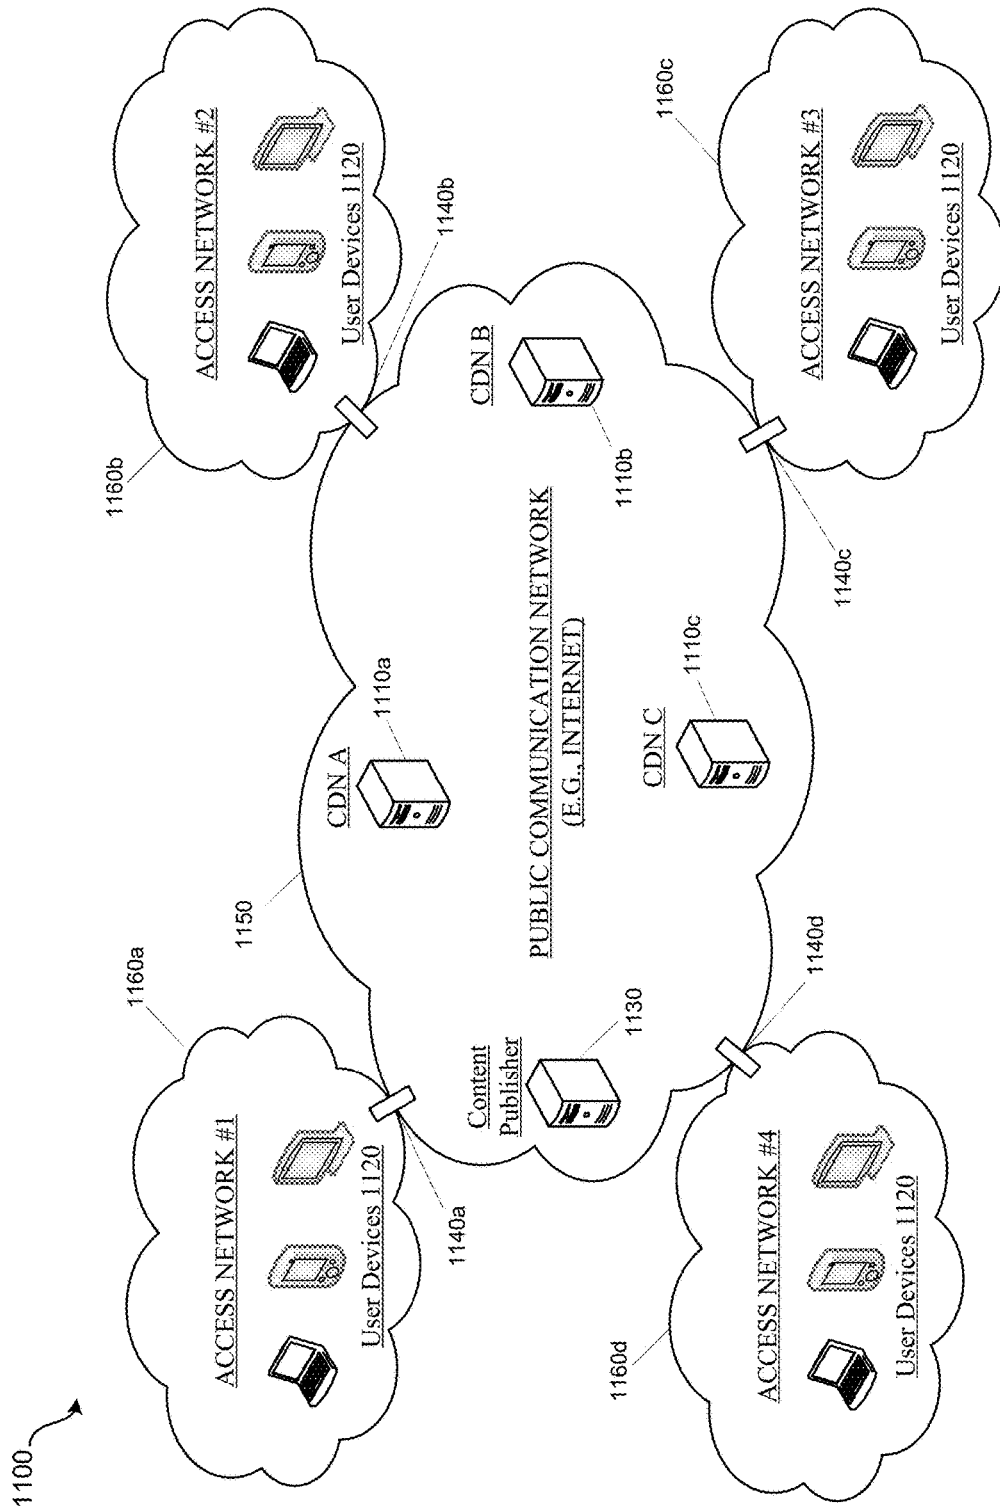 1100
1160a
ACCESS NETWORK #1
User Devices 1120
1140a
1150
1160b
ACCESS NETWORK #2
User Devices 1120
1140b
CDN A
1110a
CDN B
1110b
Content
Publisher
1130
PUBLIC COMMUNICATION NETWORK
(E.G., INTERNET)
CDN C
1110c
1140d
1160d
ACCESS NETWORK #4
User Devices 1120
1140c
1160c
ACCESS NETWORK #3
User Devices 1120